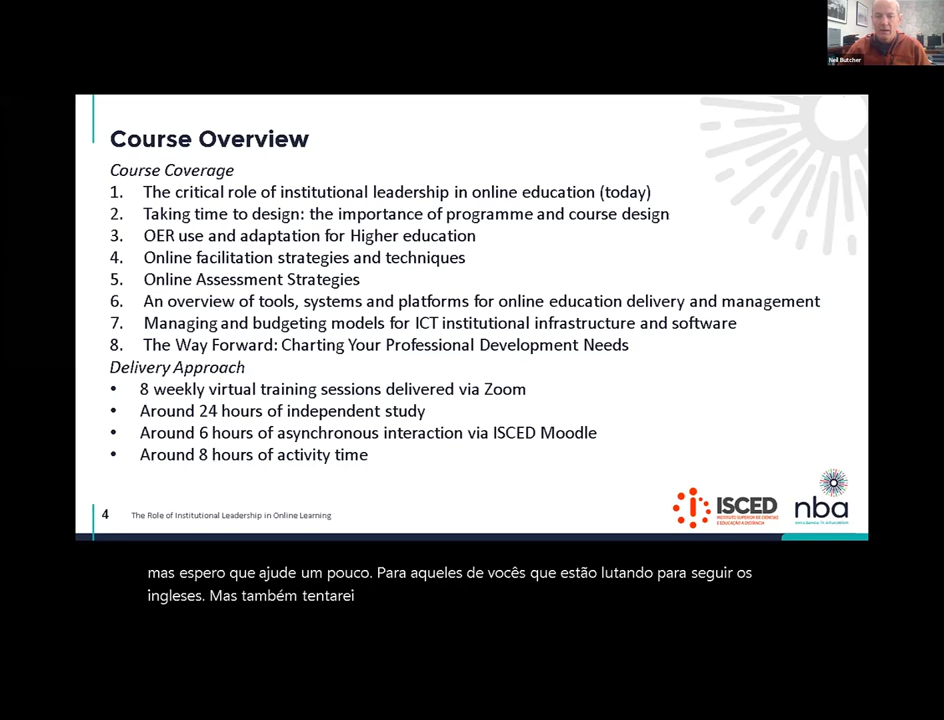 Neil Butcher
Course Overview
Course Coverage
1. The critical role of institutional leadership in online education (today)
2. Taking time to design: the importance of programme and course design
3. OER use and adaptation for Higher education
4. Online facilitation strategies and techniques
5. Online Assessment Strategies
6. An overview of tools, systems and platforms for online education delivery and management
7. Managing and budgeting models for ICT institutional infrastructure and software
8. The Way Forward: Charting Your Professional Development Needs
Delivery Approach
• 8 weekly virtual training sessions delivered via Zoom
• Around 24 hours of independent study
• Around 6 hours of asynchronous interaction via ISCED Moodle
• Around 8 hours of activity time
4 The Role of Institutional Leadership in Online Learning
ISCED
INSTITUTO SUPERIOR DE CIÊNCIAS
E EDUCAÇÃO A DISTÂNCIA
nba
mas espero que ajude um pouco. Para aqueles de vocês que estão lutando para seguir os
ingleses. Mas também tentarei